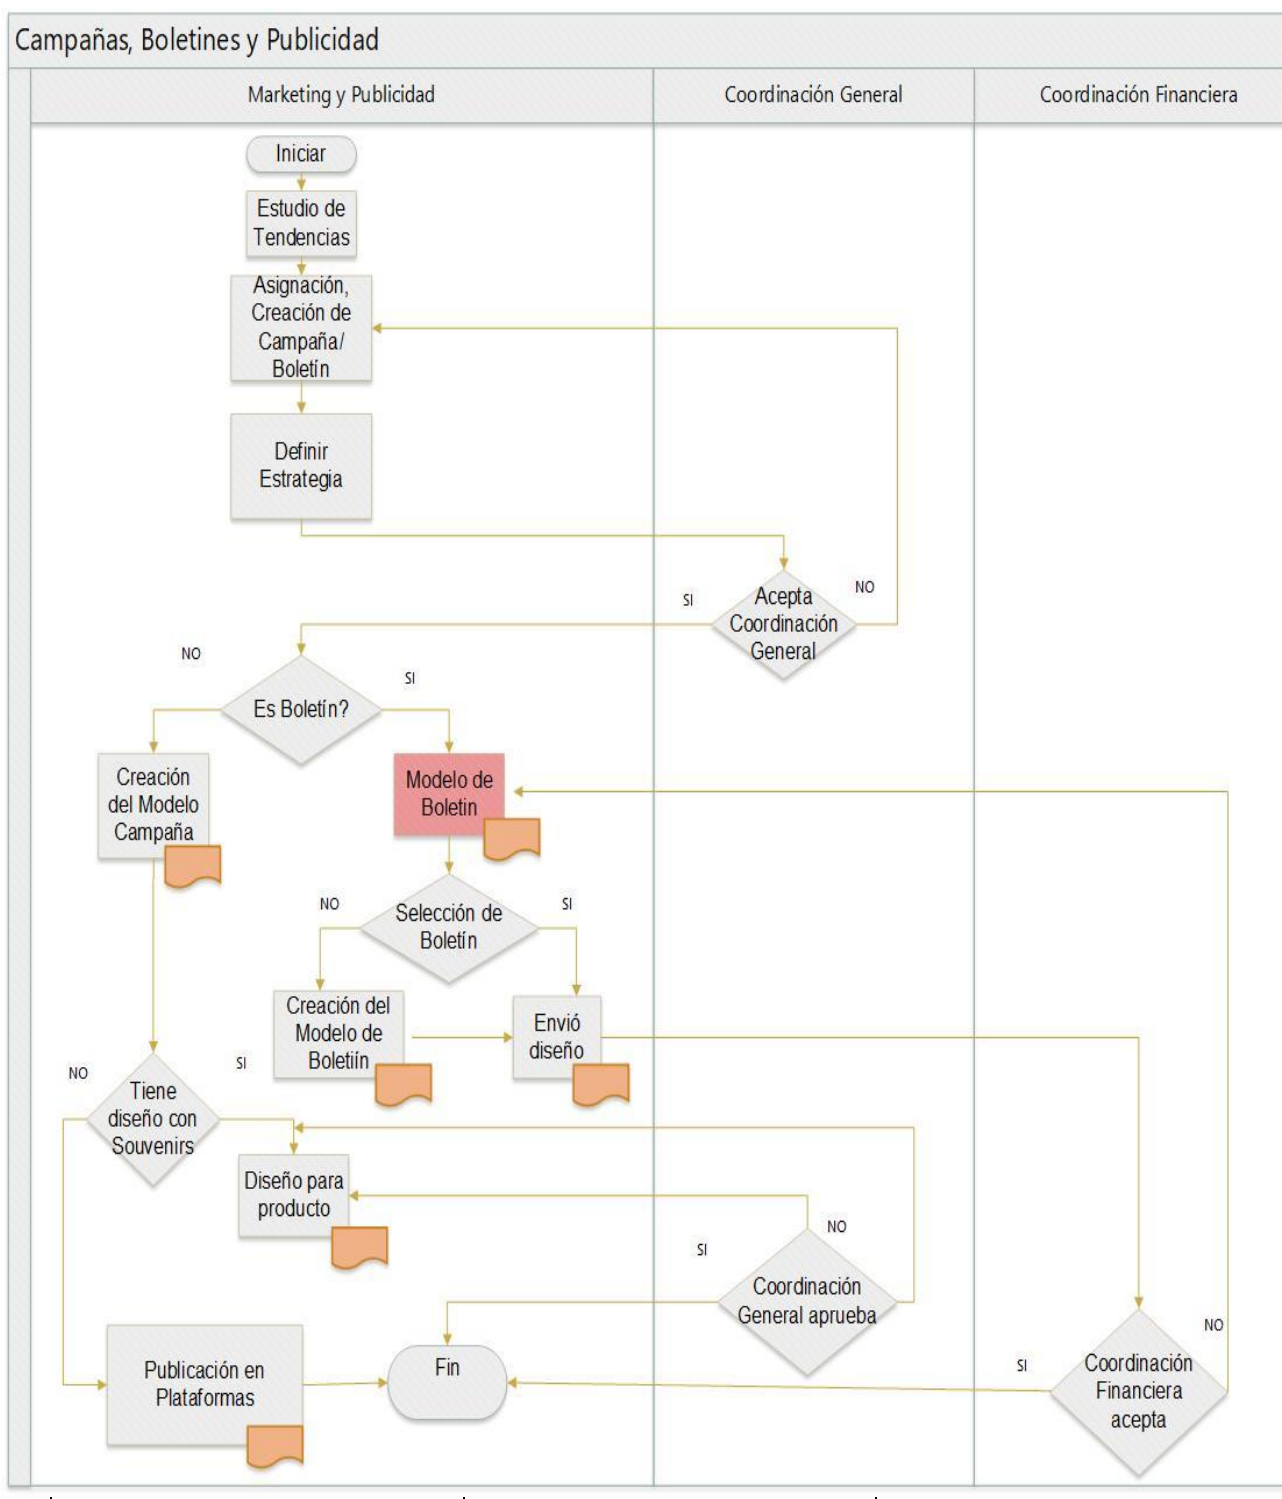 Campañas, Boletines y Publicidad
Marketing y Publicidad
Coordinación General
Coordinación Financiera
Iniciar
Estudio de
Tendencias
Asignación,
Creación de
Campaña/
Boletín
Definir
Estrategia
SI
Acepta
Coordinación
General
NO
NO
Es Boletín?
SI
Creación
del Modelo
Campaña
Modelo de
Boletin
NO
Selección de
Boletín
SI
Creación del
Modelo de
Boletiín
Envió
diseño
NO
Tiene
diseño con
Souvenirs
SI
Diseño para
producto
SI
NO
Coordinación
General aprueba
Publicación en
Plataformas
Fin
SI
Coordinación
Financiera
acepta
NO